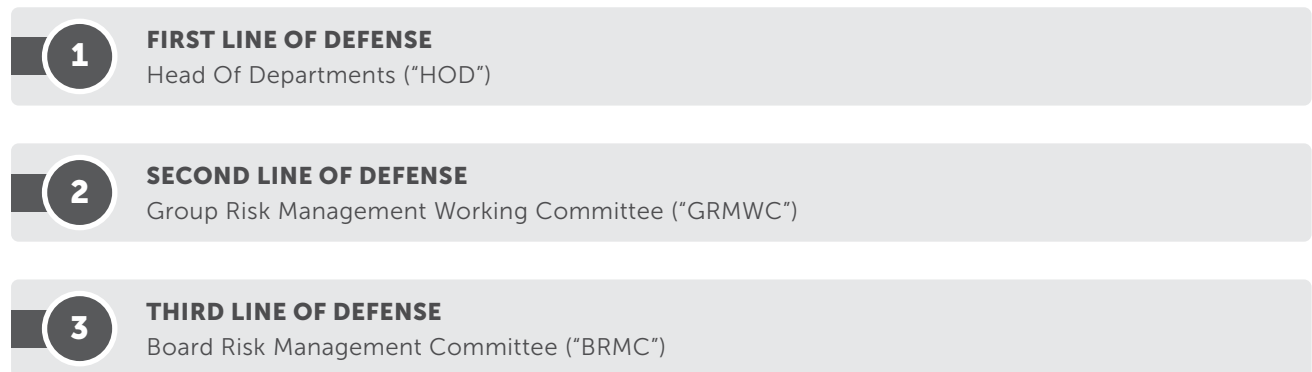 1
FIRST LINE OF DEFENSE
Head Of Departments (“HOD”)
2
SECOND LINE OF DEFENSE
Group Risk Management Working Committee (“GRMWC”)
3
THIRD LINE OF DEFENSE
Board Risk Management Committee (“BRMC”)